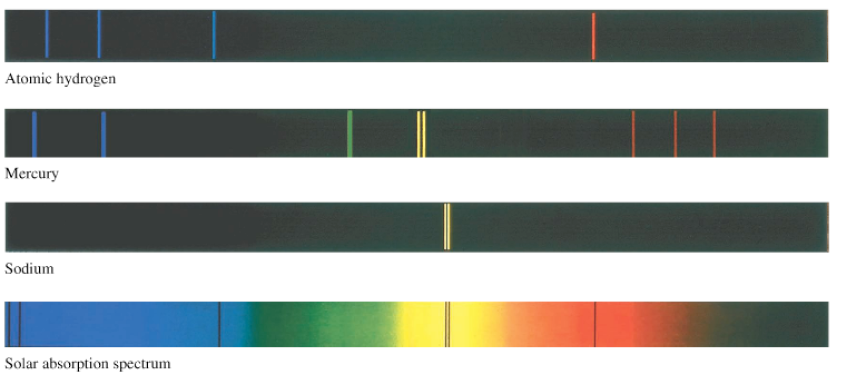 Atomic hydrogen
Mercury
Sodium
Solar absorption spectrum